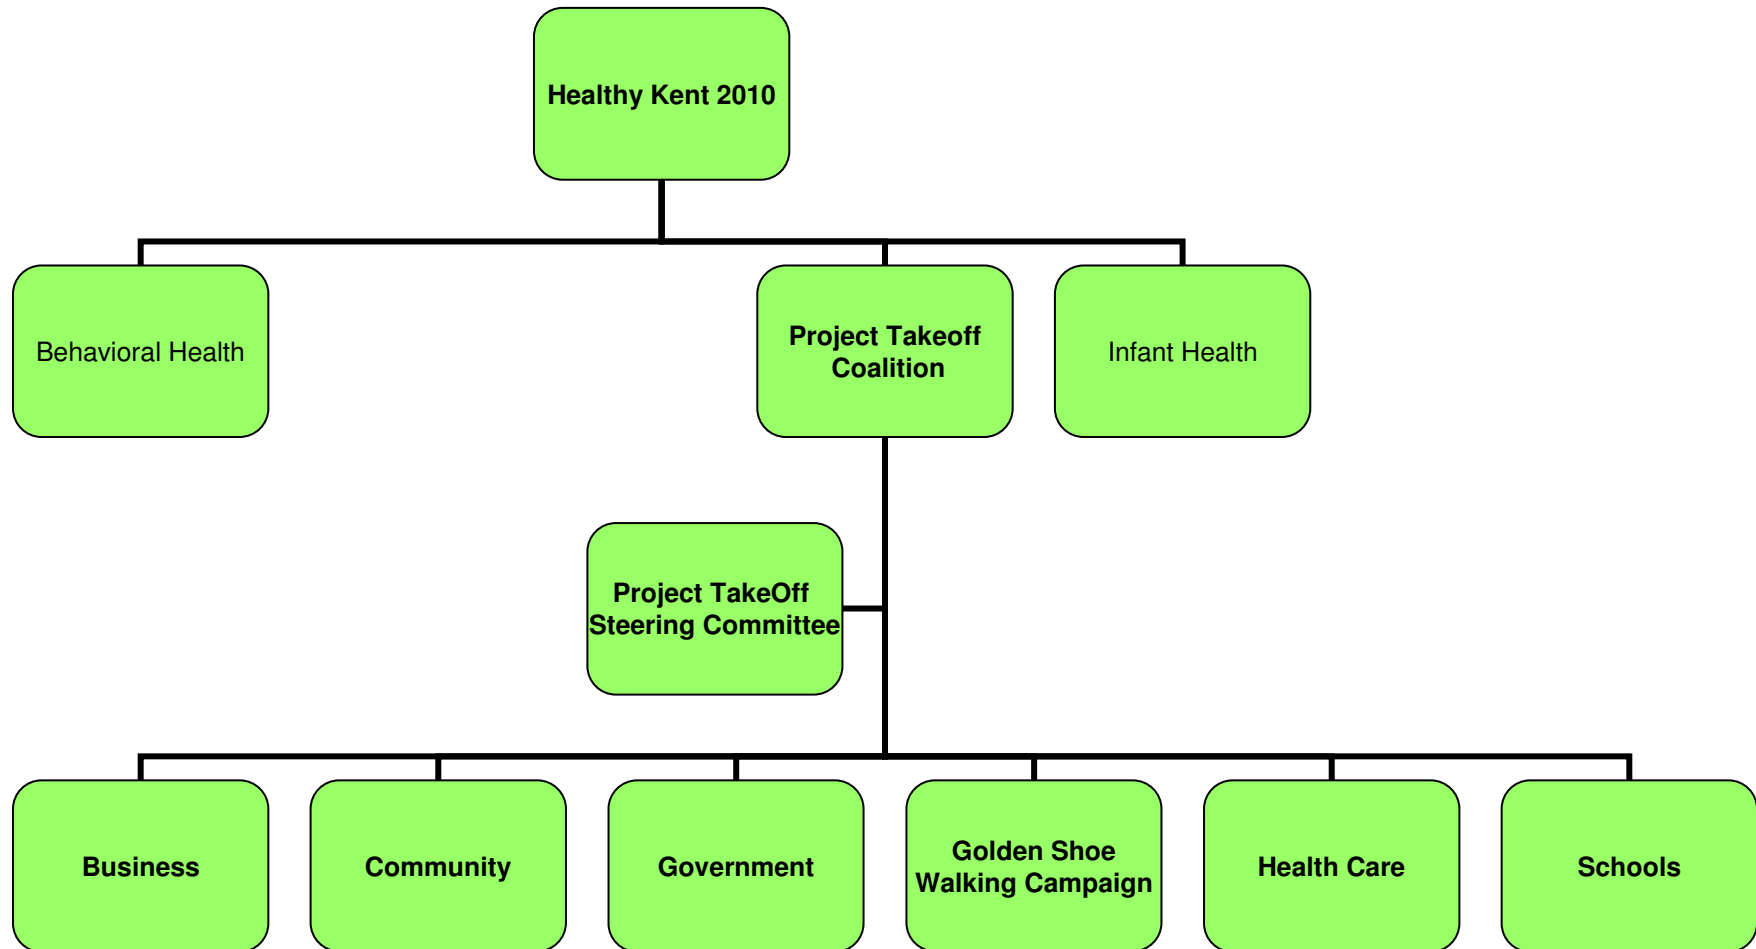 Healthy Kent 2010
Behavioral Health
Project Takeoff
Coalition
Infant Health
Project TakeOff
Steering Committee
Business
Community
Government
Golden Shoe
Walking Campaign
Health Care
Schools